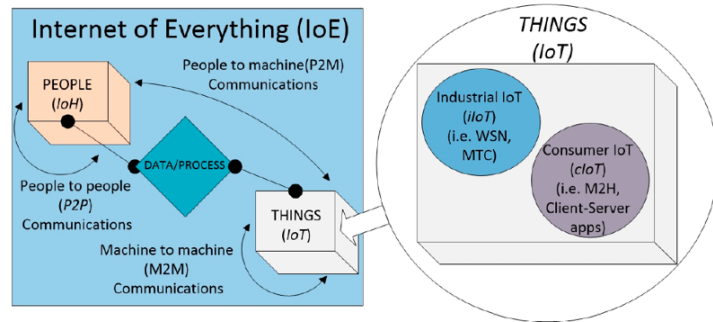 Internet of Everything (IoE)
PEOPLE
(IoH)
People to machine(P2M)
Communications
DATA/PROCESS
People to people
(P2P)
Communications
THINGS
(IoT)
Machine to machine
(M2M)
Communications
THINGS
(IoT)
Industrial IoT
(iIoT)
(i.e. WSN,
MTC)
Consumer IoT
(cIoT)
(i.e. M2H,
Client-Server
apps)